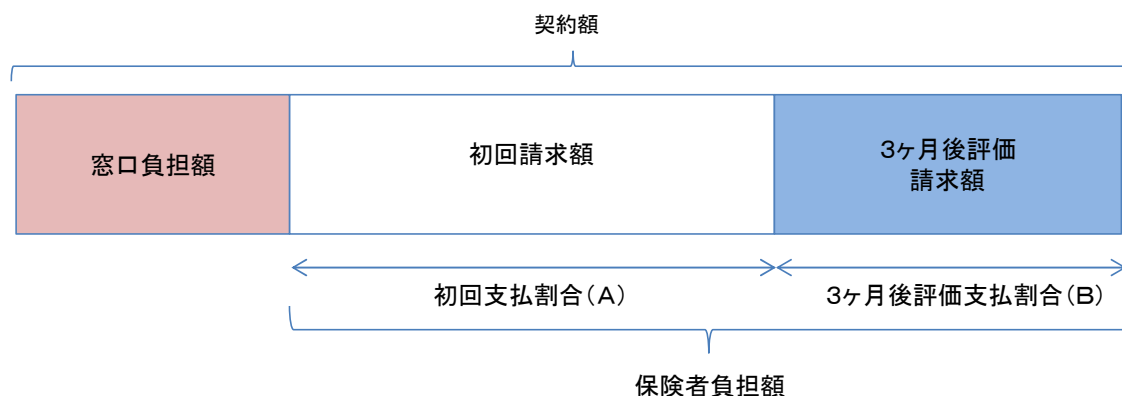 契約額
窓口負担額
初回請求額
3ヶ月後評価
請求額
初回支払割合(A)
3ヶ月後評価支払割合(B)
保険者負担額